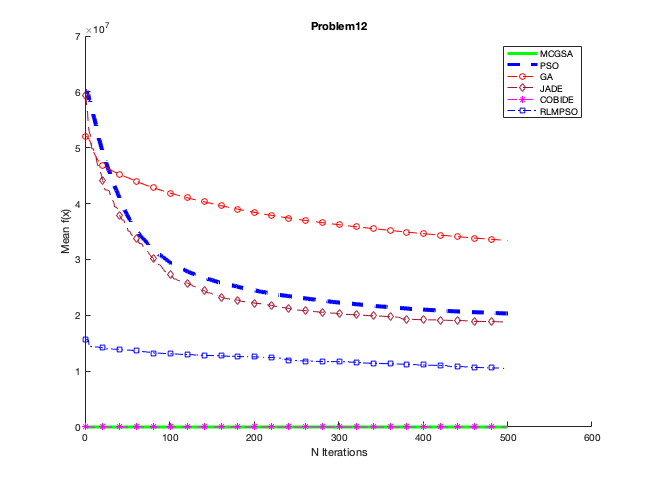 Problem12
×10^7
7
6
5
4
3
2
1
0
Mean f(x)
0 100 200 300 400 500 600
N Iterations
MCGSA
PSO
GA
JADE
COBIDE
RLMPSO